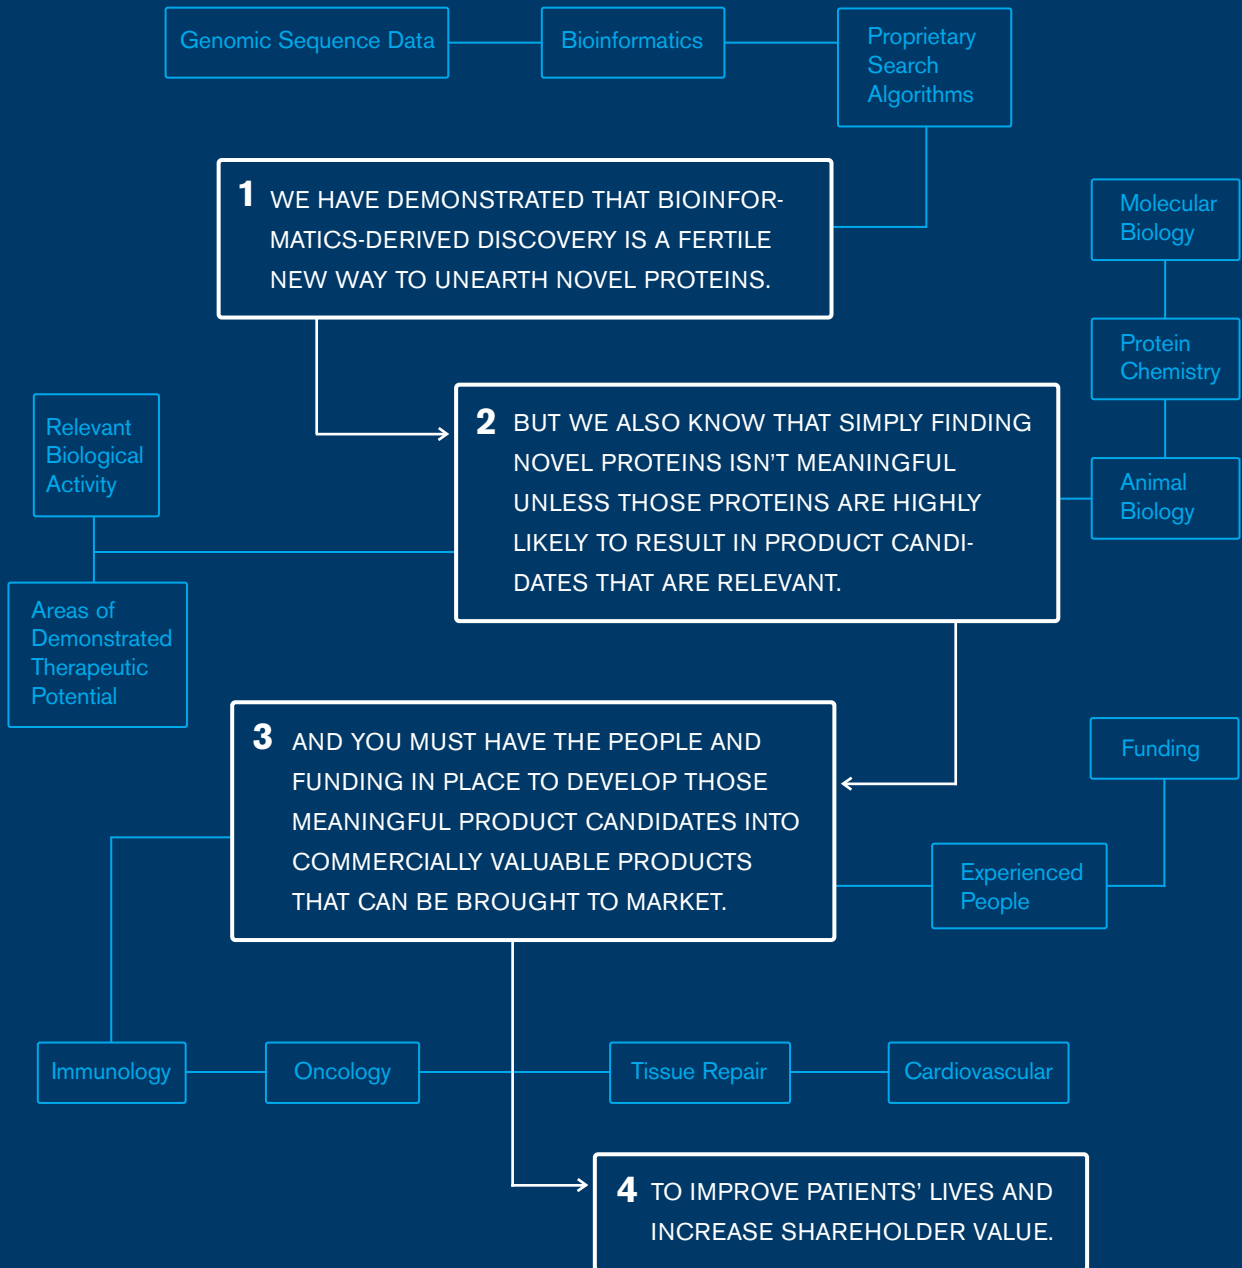 Genomic Sequence Data
Bioinformatics
Proprietary
Search
Algorithms
1 WE HAVE DEMONSTRATED THAT BIOINFOR-
MATICS-DERIVED DISCOVERY IS A FERTILE
NEW WAY TO UNEARTH NOVEL PROTEINS.
Molecular
Biology
Protein
Chemistry
Animal
Biology
2 BUT WE ALSO KNOW THAT SIMPLY FINDING
NOVEL PROTEINS ISN'T MEANINGFUL
UNLESS THOSE PROTEINS ARE HIGHLY
LIKELY TO RESULT IN PRODUCT CANDI-
DATES THAT ARE RELEVANT.
Relevant
Biological
Activity
Areas of
Demonstrated
Therapeutic
Potential
3 AND YOU MUST HAVE THE PEOPLE AND
FUNDING IN PLACE TO DEVELOP THOSE
MEANINGFUL PRODUCT CANDIDATES INTO
COMMERCIALLY VALUABLE PRODUCTS
THAT CAN BE BROUGHT TO MARKET.
Funding
Experienced
People
Immunology
Oncology
Tissue Repair
Cardiovascular
4 TO IMPROVE PATIENTS’ LIVES AND
INCREASE SHAREHOLDER VALUE.